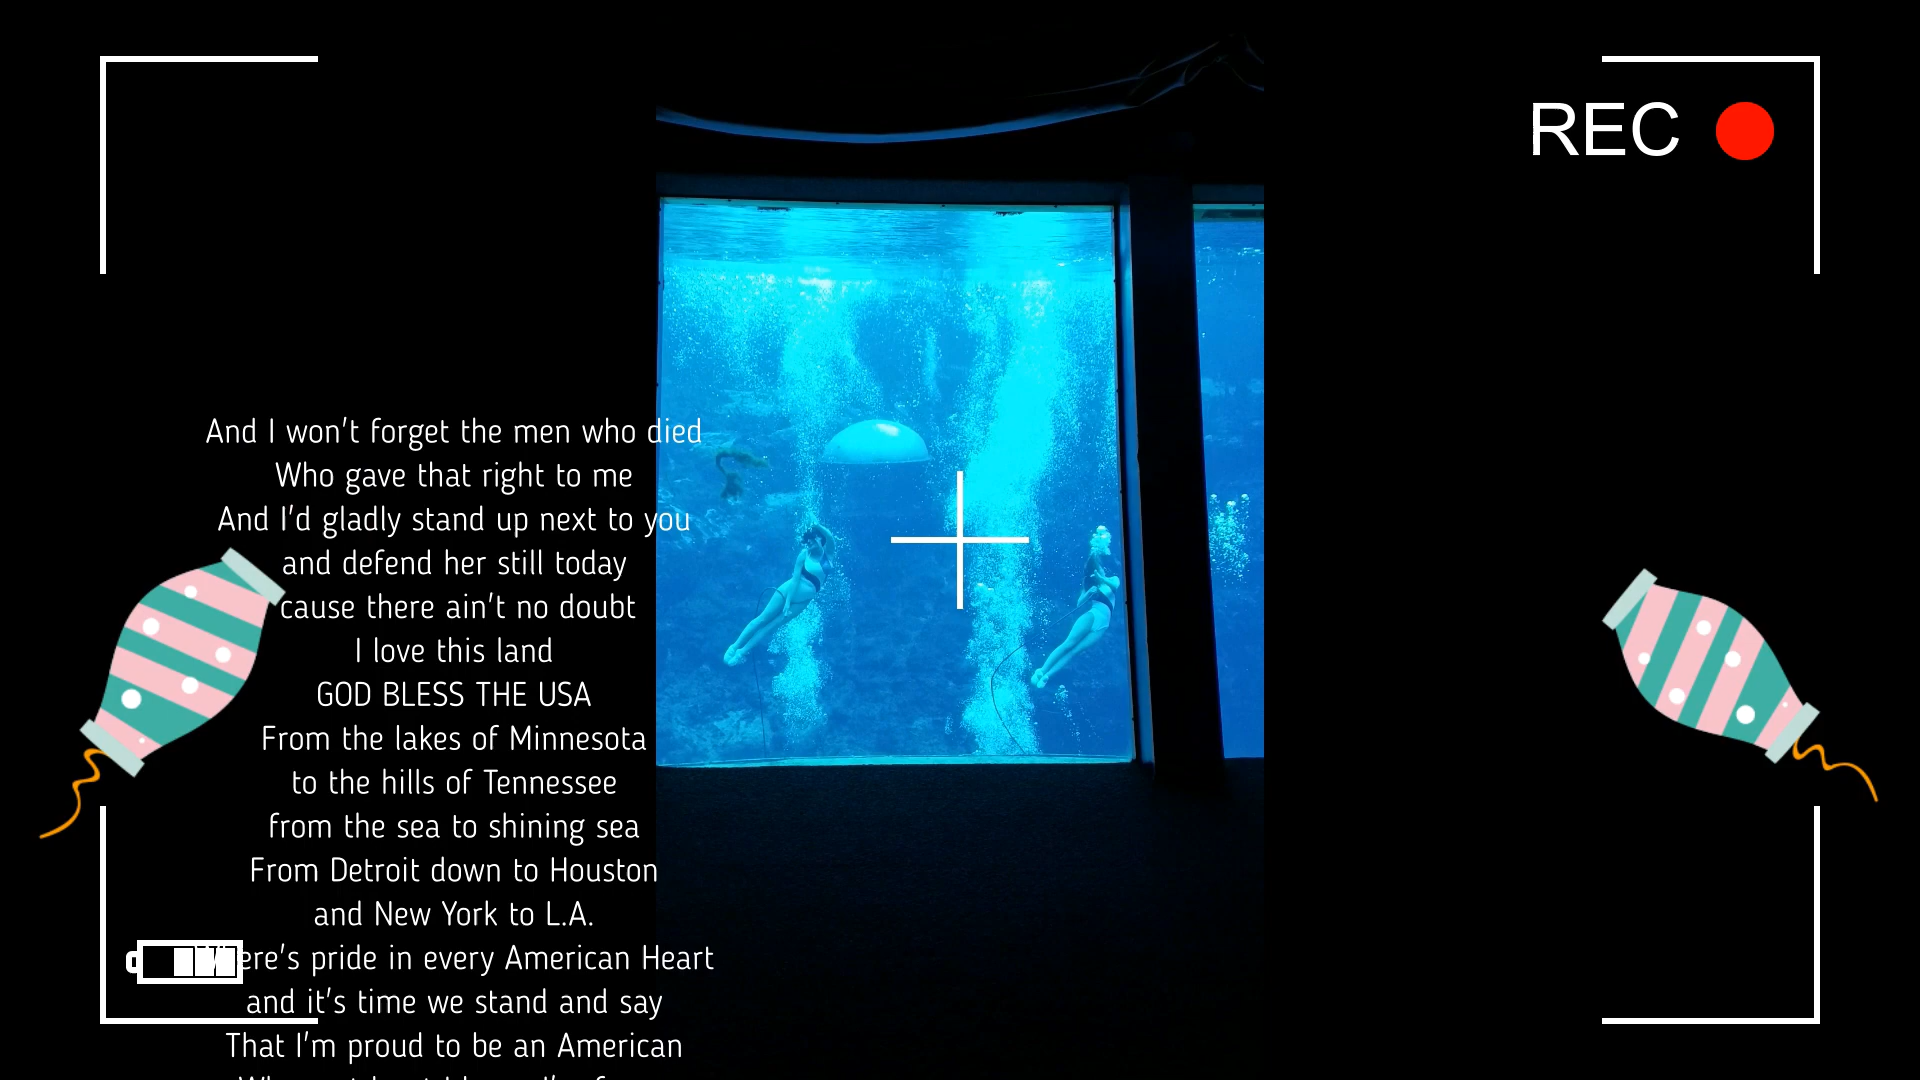 REC
And I won't forget the men who died
Who gave that right to me
And I'd gladly stand up next to you
and defend her still today
cause there ain't no doubt
I love this land
GOD BLESS THE USA
From the lakes of Minnesota
to the hills of Tennessee
from the sea to shining sea
From Detroit down to Houston
and New York to L.A.
pride in every American Heart
and it's time we stand and say
That I'm proud to be an American